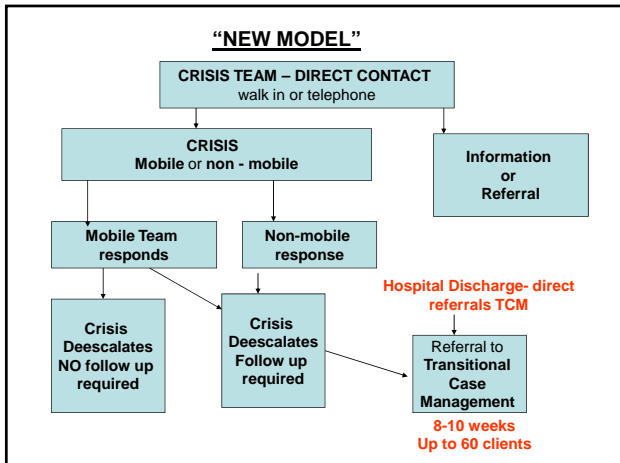 “NEW MODEL”
CRISIS TEAM – DIRECT CONTACT
walk in or telephone
CRISIS
Mobile or non - mobile
Information
or
Referral
Mobile Team
responds
Non-mobile
response
Hospital Discharge- direct
referrals TCM
Crisis
Deescalates
NO follow up
required
Crisis
Deescalates
Follow up
required
Referral to
Transitional
Case
Management
8-10 weeks
Up to 60 clients